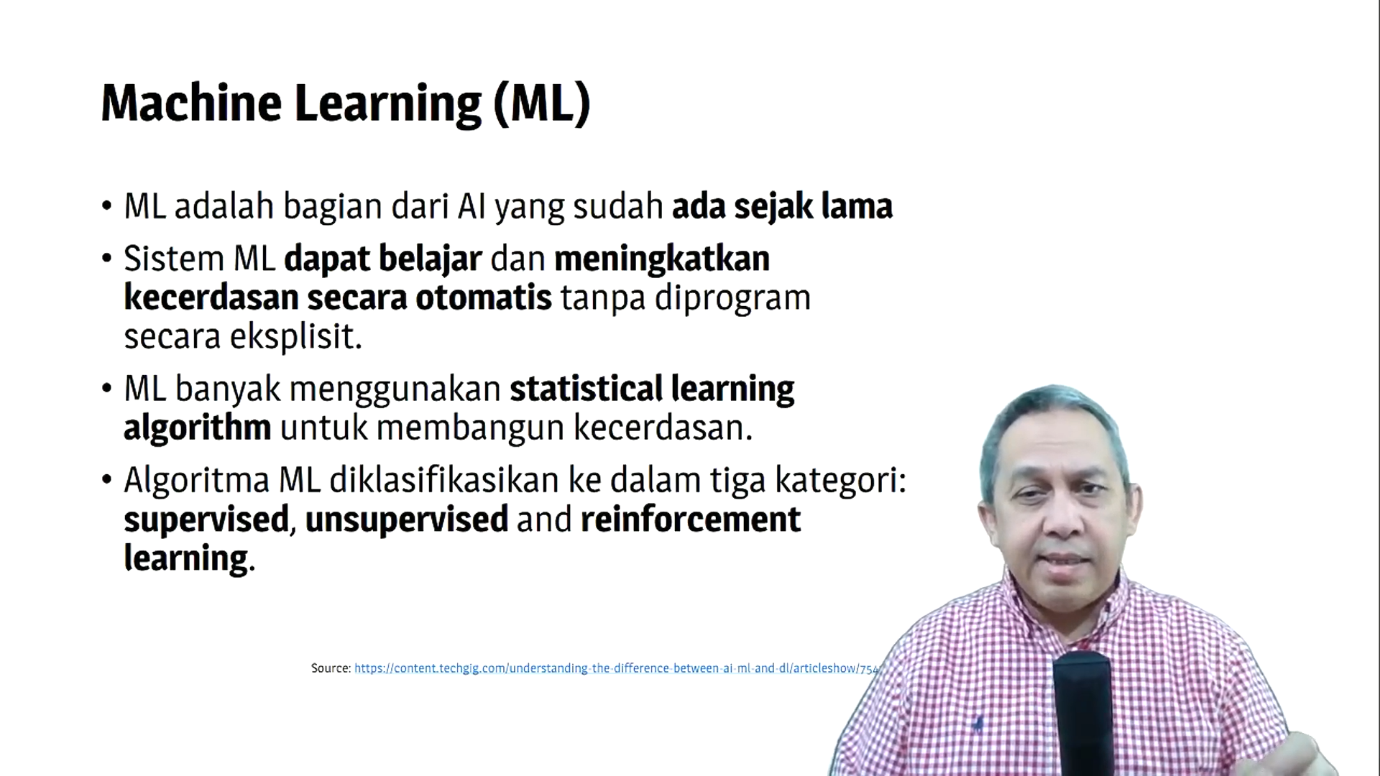 Machine Learning (ML)
• ML adalah bagian dari AI yang sudah ada sejak lama
• Sistem ML dapat belajar dan meningkatkan
kecerdasan secara otomatis tanpa diprogram
secara eksplisit.
• ML banyak menggunakan statistical learning
algorithm untuk membangun kecerdasan.
• Algoritma ML diklasifikasikan ke dalam tiga kategori:
supervised, unsupervised and reinforcement
learning.
Source: https://content.techgig.com/understanding-the-difference-between-ai-ml-and-dl/articleshow/754